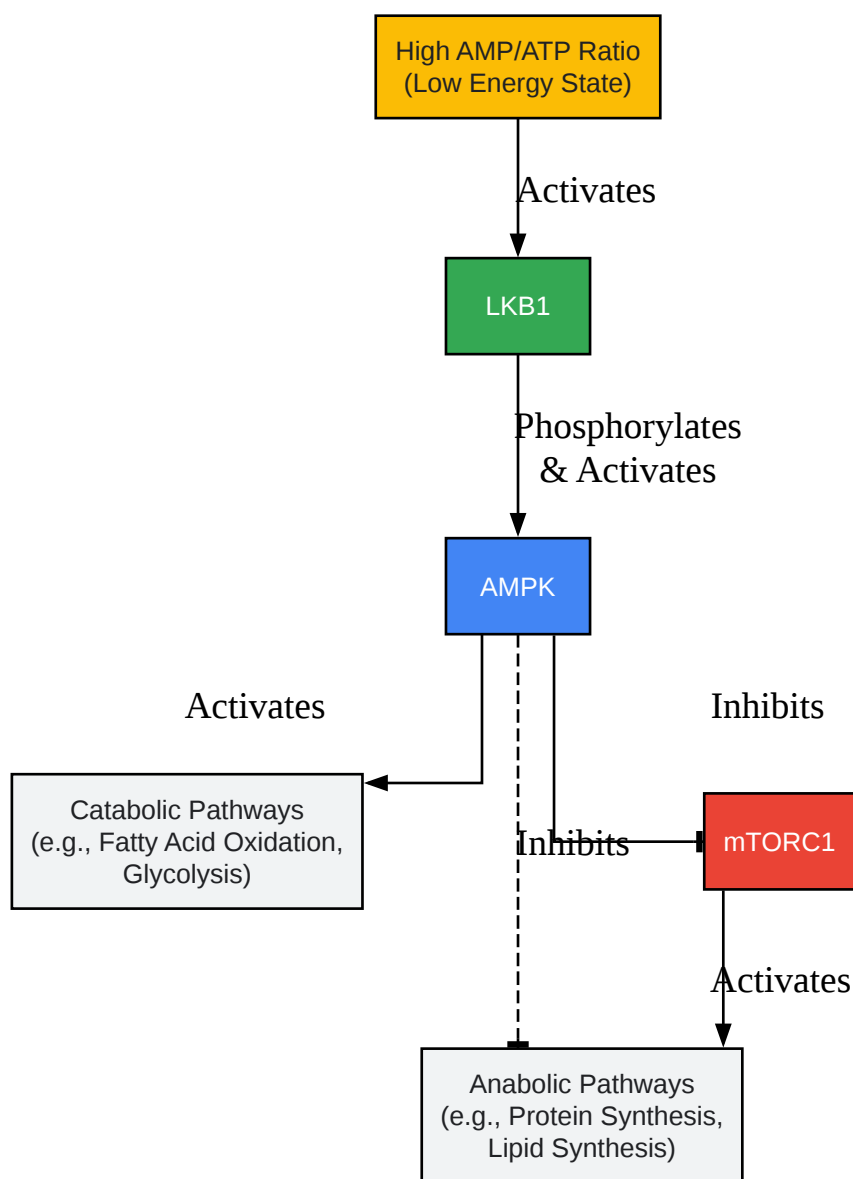 High AMP/ATP Ratio
(Low Energy State)
Activates
LKB1
Phosphorylates
& Activates
AMPK
Activates
Inhibits
Catabolic Pathways
(e.g., Fatty Acid Oxidation,
Glycolysis)
Inhibits
mTORC1
Activates
Anabolic Pathways
(e.g., Protein Synthesis,
Lipid Synthesis)